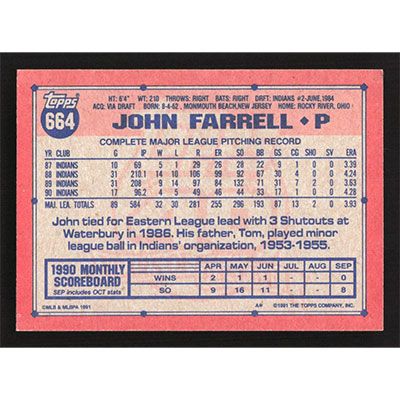 Topps
664
HT: 6'4" WT: 210 THROWS: RIGHT BATS: RIGHT DRFT: INDIANS #2-JUNE, 1984
ACQ: VIA DRAFT BORN: 8-4-62, MONMOUTH BEACH, NEW JERSEY HOME: ROCKY RIVER, OHIO
JOHN FARRELL • P
COMPLETE MAJOR LEAGUE PITCHING RECORD
YR CLUB G IP W L R ER SO BB GS CG SHO SV ERA
87 INDIANS 10 69 5 1 29 26 28 22 9 1 0 0 3.39
88 INDIANS 31 210.1 14 10 106 99 92 67 30 4 0 0 4.24
89 INDIANS 31 208 9 14 97 84 132 71 31 7 2 0 3.63
90 INDIANS 17 96.2 4 5 49 46 44 33 17 1 0 0 4.28
MAJ. LEA. TOTALS 89 584 32 30 281 255 296 193 87 13 2 0 3.93
John tied for Eastern League lead with 3 Shutouts at
Waterbury in 1986. His father, Tom, played minor
league ball in Indians' organization, 1953-1955.
1990 MONTHLY
SCOREBOARD
SEP includes OCT stats
APR MAY JUN JUL AUG SEP
WINS 2 1 1 - - 0
SO 9 16 11 - - 8
©MLB & MLBPA 1991
A*
©1991 THE TOPPS COMPANY, INC.